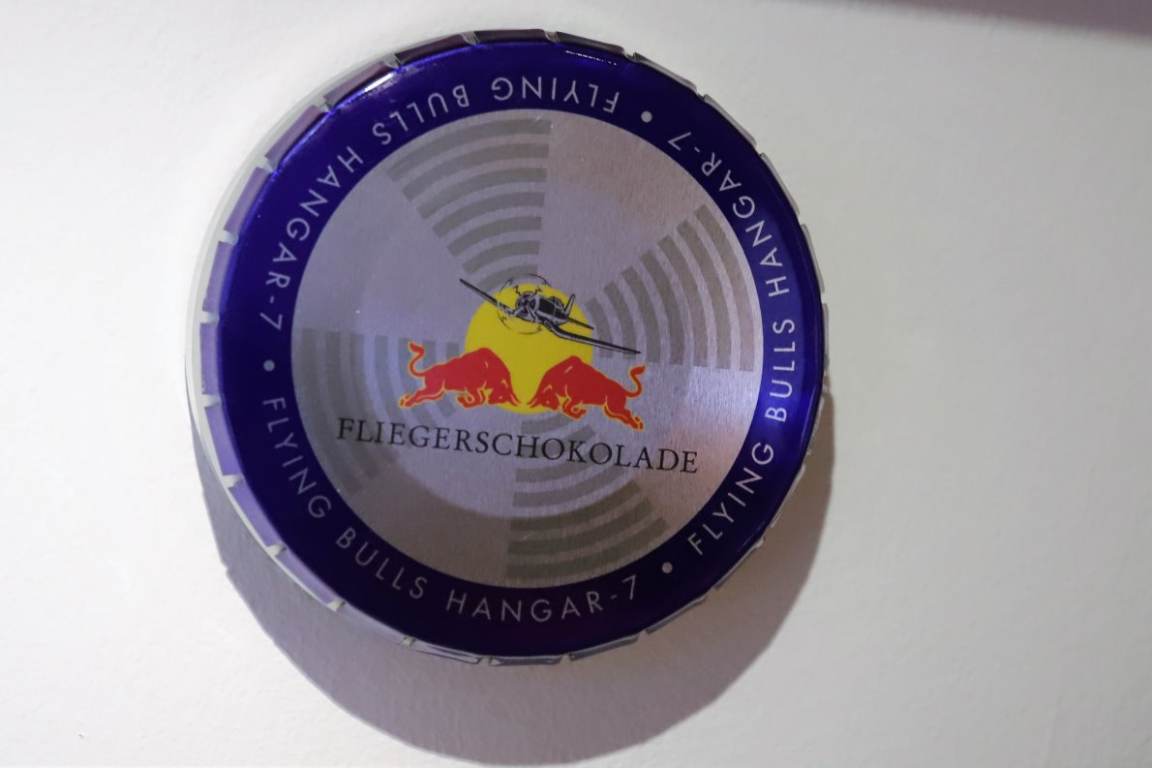 FLIEGERSCHOKOLADE
FLYING BULLS HANGAR-7 • FLYING BULLS HANGAR-7 • FLYING BULLS HANGAR-7 •